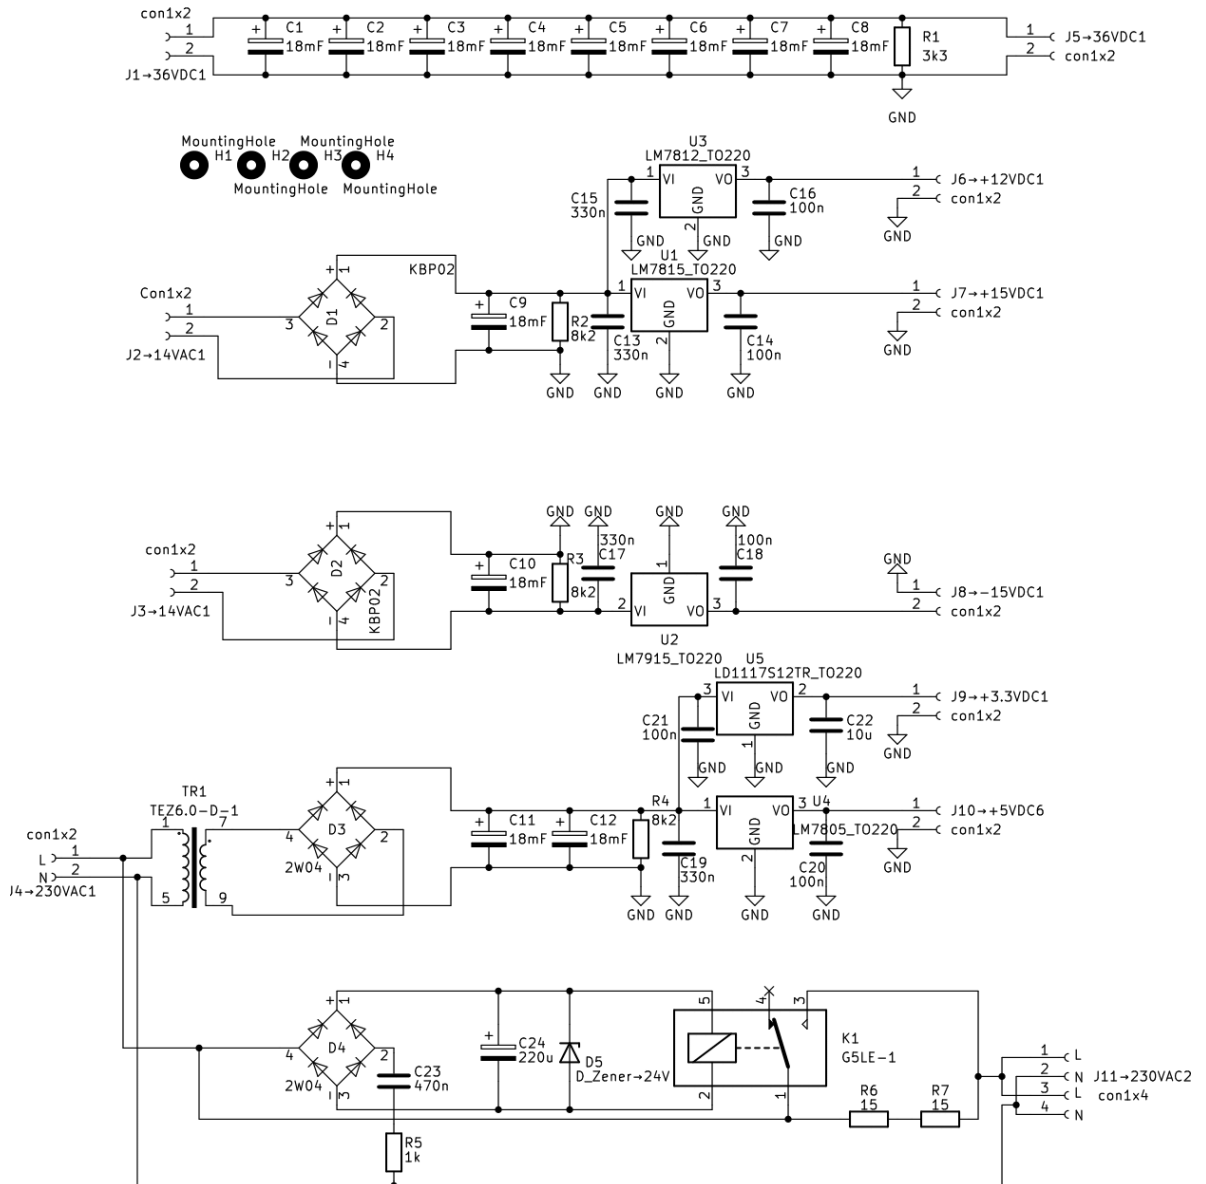 con1x2
1
2
J1→36VDC1
+ C1
18mF
+ C2
18mF
+ C3
18mF
+ C4
18mF
+ C5
18mF
+ C6
18mF
+ C7
18mF
+ C8
18mF
R1
3k3
GND
1 J5→36VDC1
2 con1x2
MountingHole
H1
H2
MountingHole
MountingHole
H3
H4
MountingHole
U3
LM7812_TO220
1 VI VO 3
GND
2
C15
330n
GND
GND
C16
100n
GND
1 J6→+12VDC1
2 con1x2
GND
Con1x2
1
2
J2→14VAC1
+ 1
3 D1 2
− 4
KBP02
+ C9
18mF
R2
8k2
GND
C13
330n
GND
U1
LM7815_TO220
1 VI VO 3
GND
2
GND
C14
100n
GND
1 J7→+15VDC1
2 con1x2
GND
con1x2
1
2
J3→14VAC1
+ 1
3 D2 2
− 4
KBP02
+ C10
18mF
GND
R3
8k2
GND
330n
C17
GND
1
GND
2 VI VO 3
U2
LM7915_TO220
GND
100n
C18
GND
1 J8→−15VDC1
2 con1x2
U5
LD1117S12TR_TO220
3 VI VO 2
GND
1
C21
100n
GND
GND
C22
10u
GND
1 J9→+3.3VDC1
2 con1x2
GND
con1x2
L 1
N 2
J4→230VAC1
TR1
TEZ6.0-D-1
1 7
5 9
+ 1
4 D3 2
− 3
2W04
+ C11
18mF
+ C12
18mF
R4
8k2
GND
C19
330n
GND
1 VI VO 3
GND
2
U4
LM7805_TO220
GND
C20
100n
GND
1 J10→+5VDC6
2 con1x2
GND
+ 1
4 D4 2
− 3
2W04
C23
470n
R5
1k
+ C24
220u
D5
D_Zener→24V
5 4 3
2 1
K1
G5LE-1
R6
15
R7
15
1 L
2 N J11→230VAC2
3 L con1x4
4 N